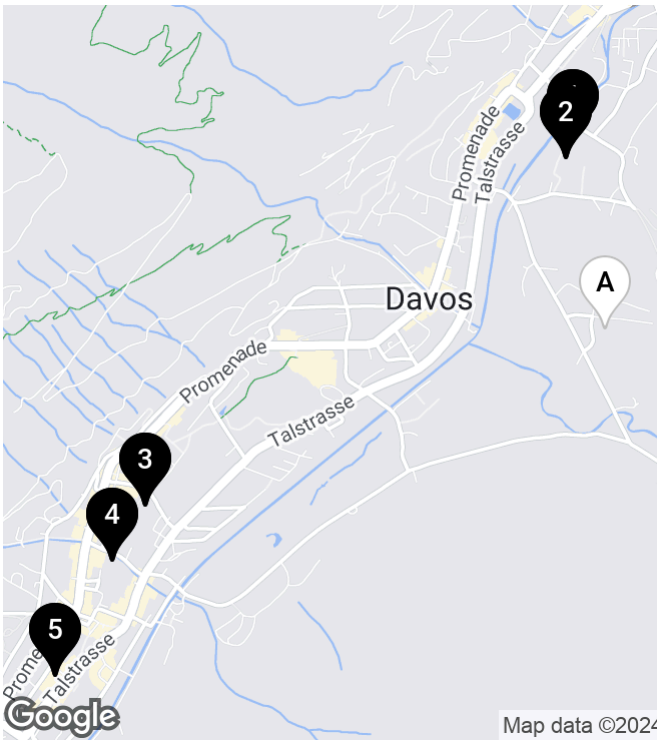 2
Promenade
Talstrasse
A
Davos
Promenade
Talstrasse
3
4
5
Prome
Talstrasse
Google
Map data ©2024